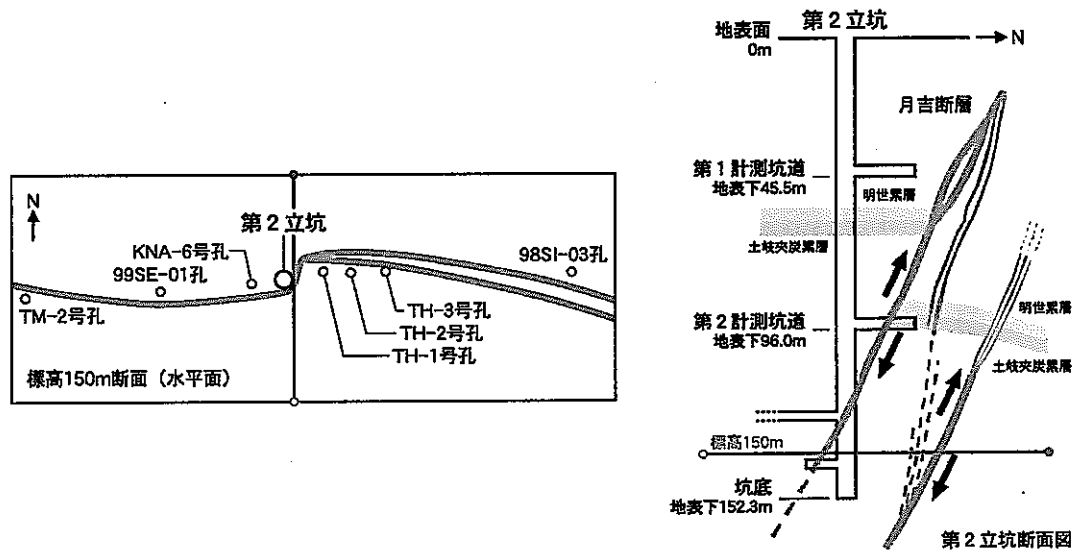 N
第2立坑
KNA-6号孔
99SE-01孔
98SI-03孔
TM-2号孔
TH-3号孔
TH-2号孔
TH-1号孔
標高150m断面（水平面）
第2立坑
地表面
0m
N
月吉断層
第1計測坑道
地表下45.5m
明世累層
土岐夾炭累層
第2計測坑道
地表下96.0m
明世累層
土岐夾炭累層
標高150m
坑底
地表下152.3m
第2立坑断面図